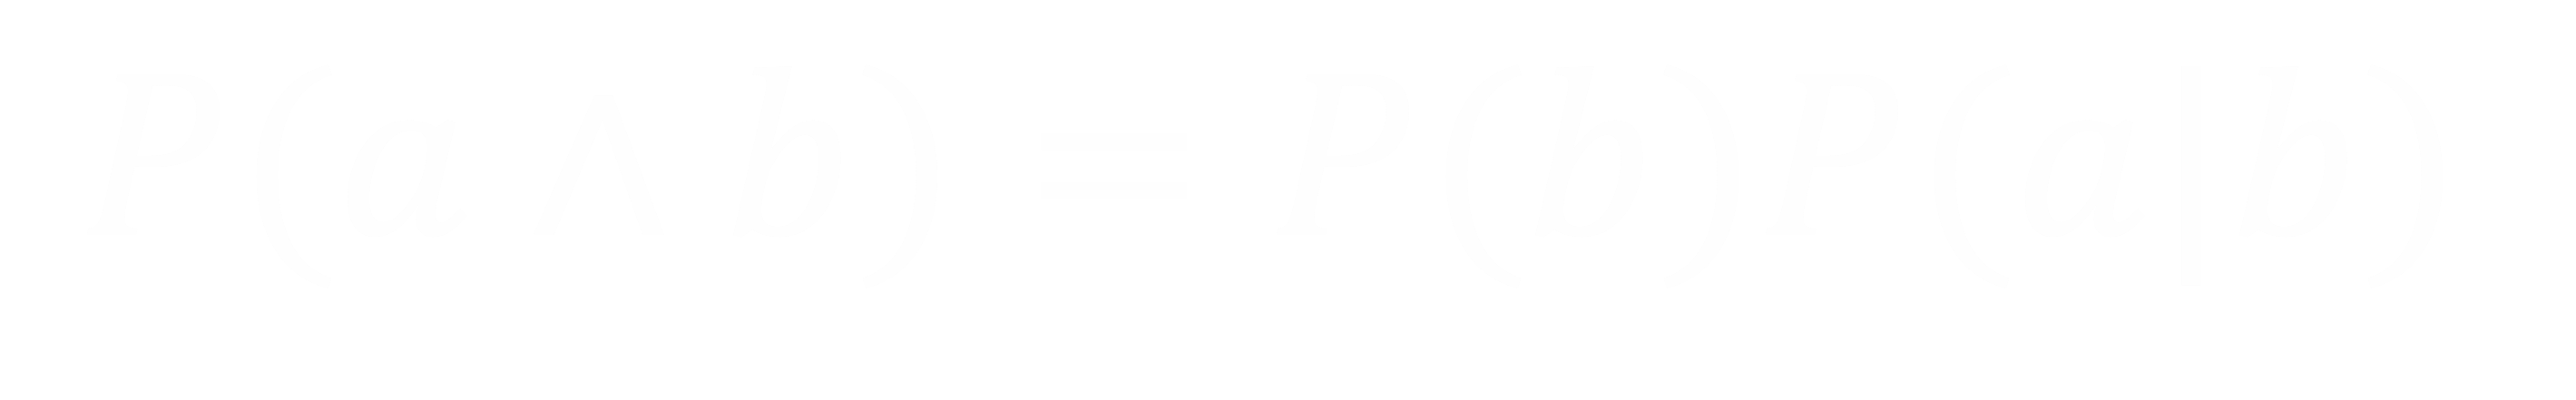 P(a ∧ b) = P(b)P(a|b)